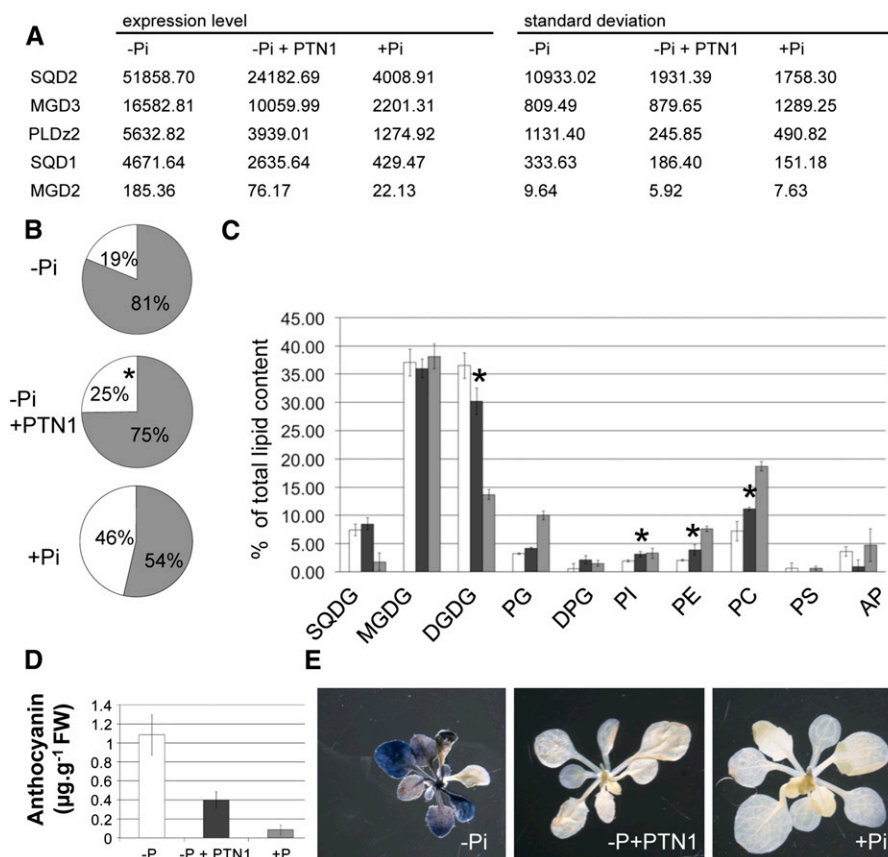 expression level standard deviation
A -Pi -Pi + PTN1 +Pi -Pi -Pi + PTN1 +Pi
SQD2 51858.70 24182.69 4008.91 10933.02 1931.39 1758.30
MGD3 16582.81 10059.99 2201.31 809.49 879.65 1289.25
PLDz2 5632.82 3939.01 1274.92 1131.40 245.85 490.82
SQD1 4671.64 2635.64 429.47 333.63 186.40 151.18
MGD2 185.36 76.17 22.13 9.64 5.92 7.63
B
-Pi
19%
81%
-Pi
+PTN1
*
25%
75%
+Pi
46%
54%
C
% of total lipid content
45.00
40.00
35.00
30.00
25.00
20.00
15.00
10.00
5.00
0.00
* * * *
SQDG MGDG DGDG PG DPG PI PE PC PS AP
D
Anthocyanin
(µg.g-1 FW)
1.4
1.2
1
0.8
0.6
0.4
0.2
0
-P -P + PTN1 +P
E
-Pi
-P+PTN1
+Pi